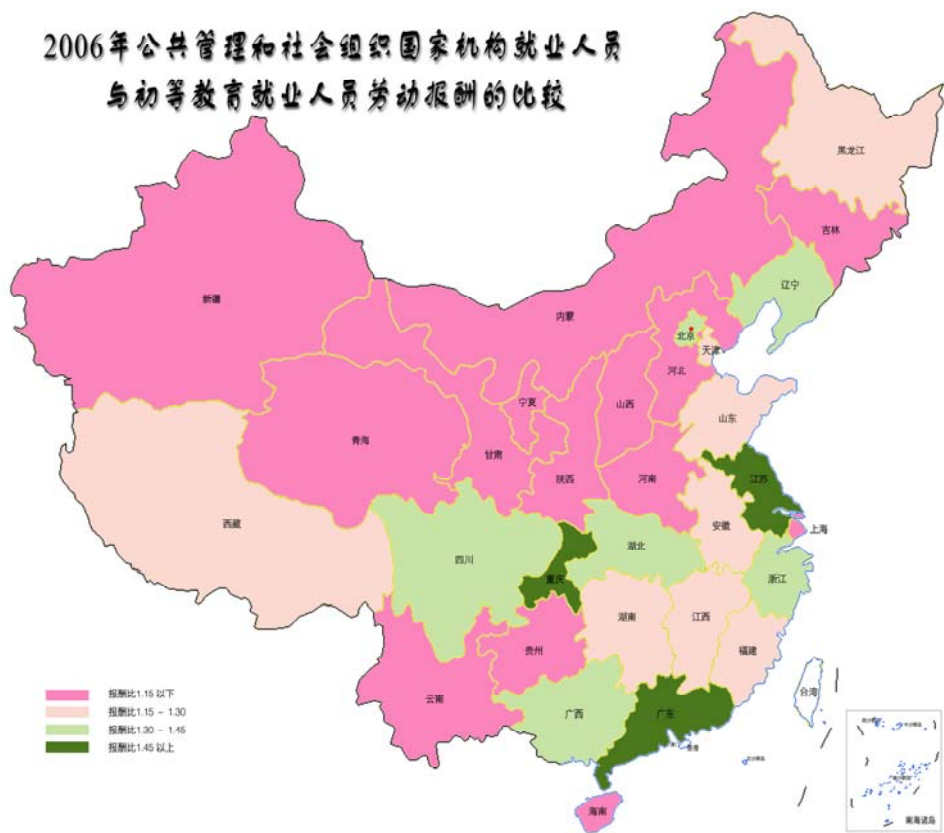 2006年公共管理和社会组织国家机构就业人员
与初等教育就业人员劳动报酬的比较
黑龙江
吉林
辽宁
新疆
内蒙
北京
天津
河北
宁夏
山西
山东
青海
甘肃
陕西
河南
江苏
西藏
安徽
上海
四川
湖北
重庆
浙江
湖南
江西
贵州
福建
云南
台湾
广西
广东
香港
海南
南海诸岛
报酬比1.15 以下
报酬比1.15 - 1.30
报酬比1.30 - 1.45
报酬比1.45 以上